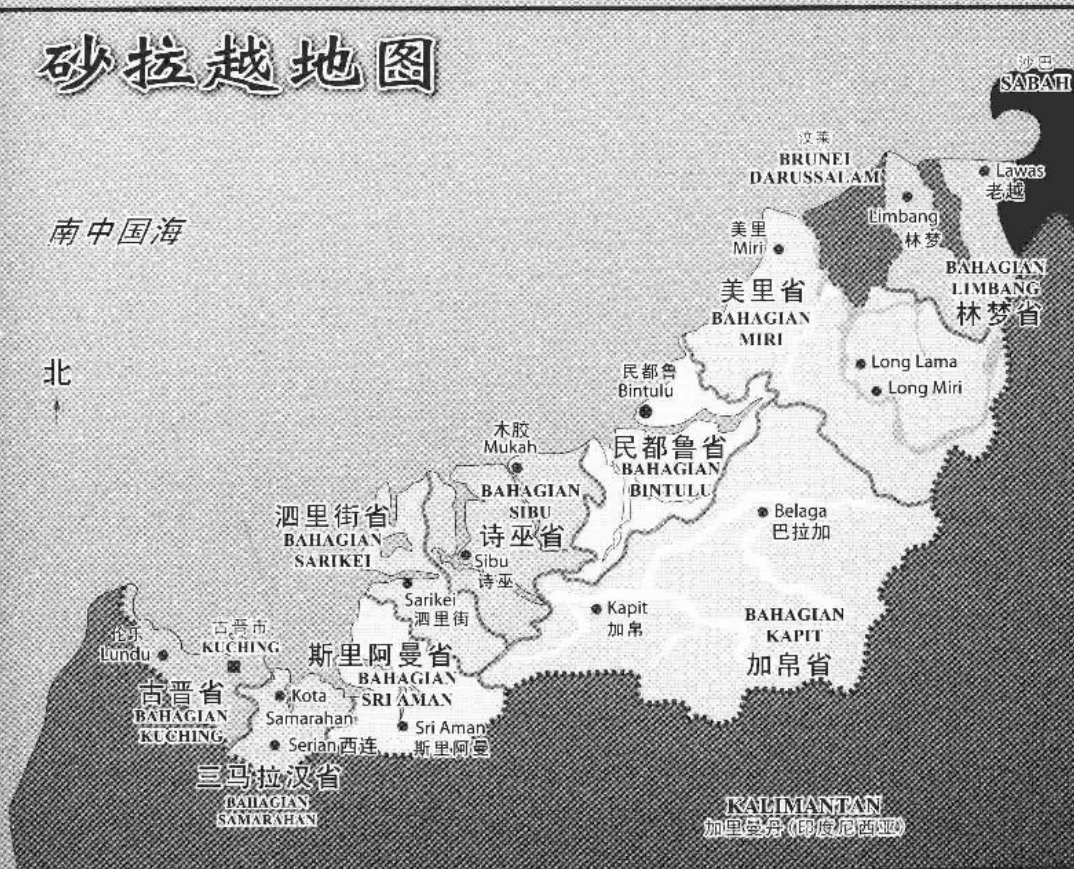 砂拉越地图
沙巴
SABAH
汶莱
BRUNEI
DARUSSALAM
Lawas
老越
Limbang
林梦
南中国海
美里
Miri
BAHAGIAN
LIMBANG
林梦省
美里省
BAHAGIAN
MIRI
北
Long Lama
Long Miri
民都鲁
Bintulu
木胶
Mukah
民都鲁省
BAHAGIAN
BINTULU
BAHAGIAN
SIBU
诗巫省
泗里街省
BAHAGIAN
SARIKEI
Belaga
巴拉加
Sibu
诗巫
Sarikei
泗里街
Kapit
加帛
BAHAGIAN
KAPIT
加帛省
伦乐
Lundu
古晋市
KUCHING
斯里阿曼省
BAHAGIAN
SRI AMAN
古晋省
BAHAGIAN
KUCHING
Kota
Samarahan
Sri Aman
斯里阿曼
Serian 西连
三马拉汉省
BAHAGIAN
SAMARAHAN
KALIMANTAN
加里曼丹(印度尼西亚)